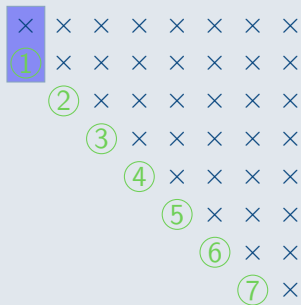 × × × × × × × ×
① × × × × × × ×
② × × × × × ×
③ × × × × ×
④ × × × ×
⑤ × × ×
⑥ × ×
⑦ ×